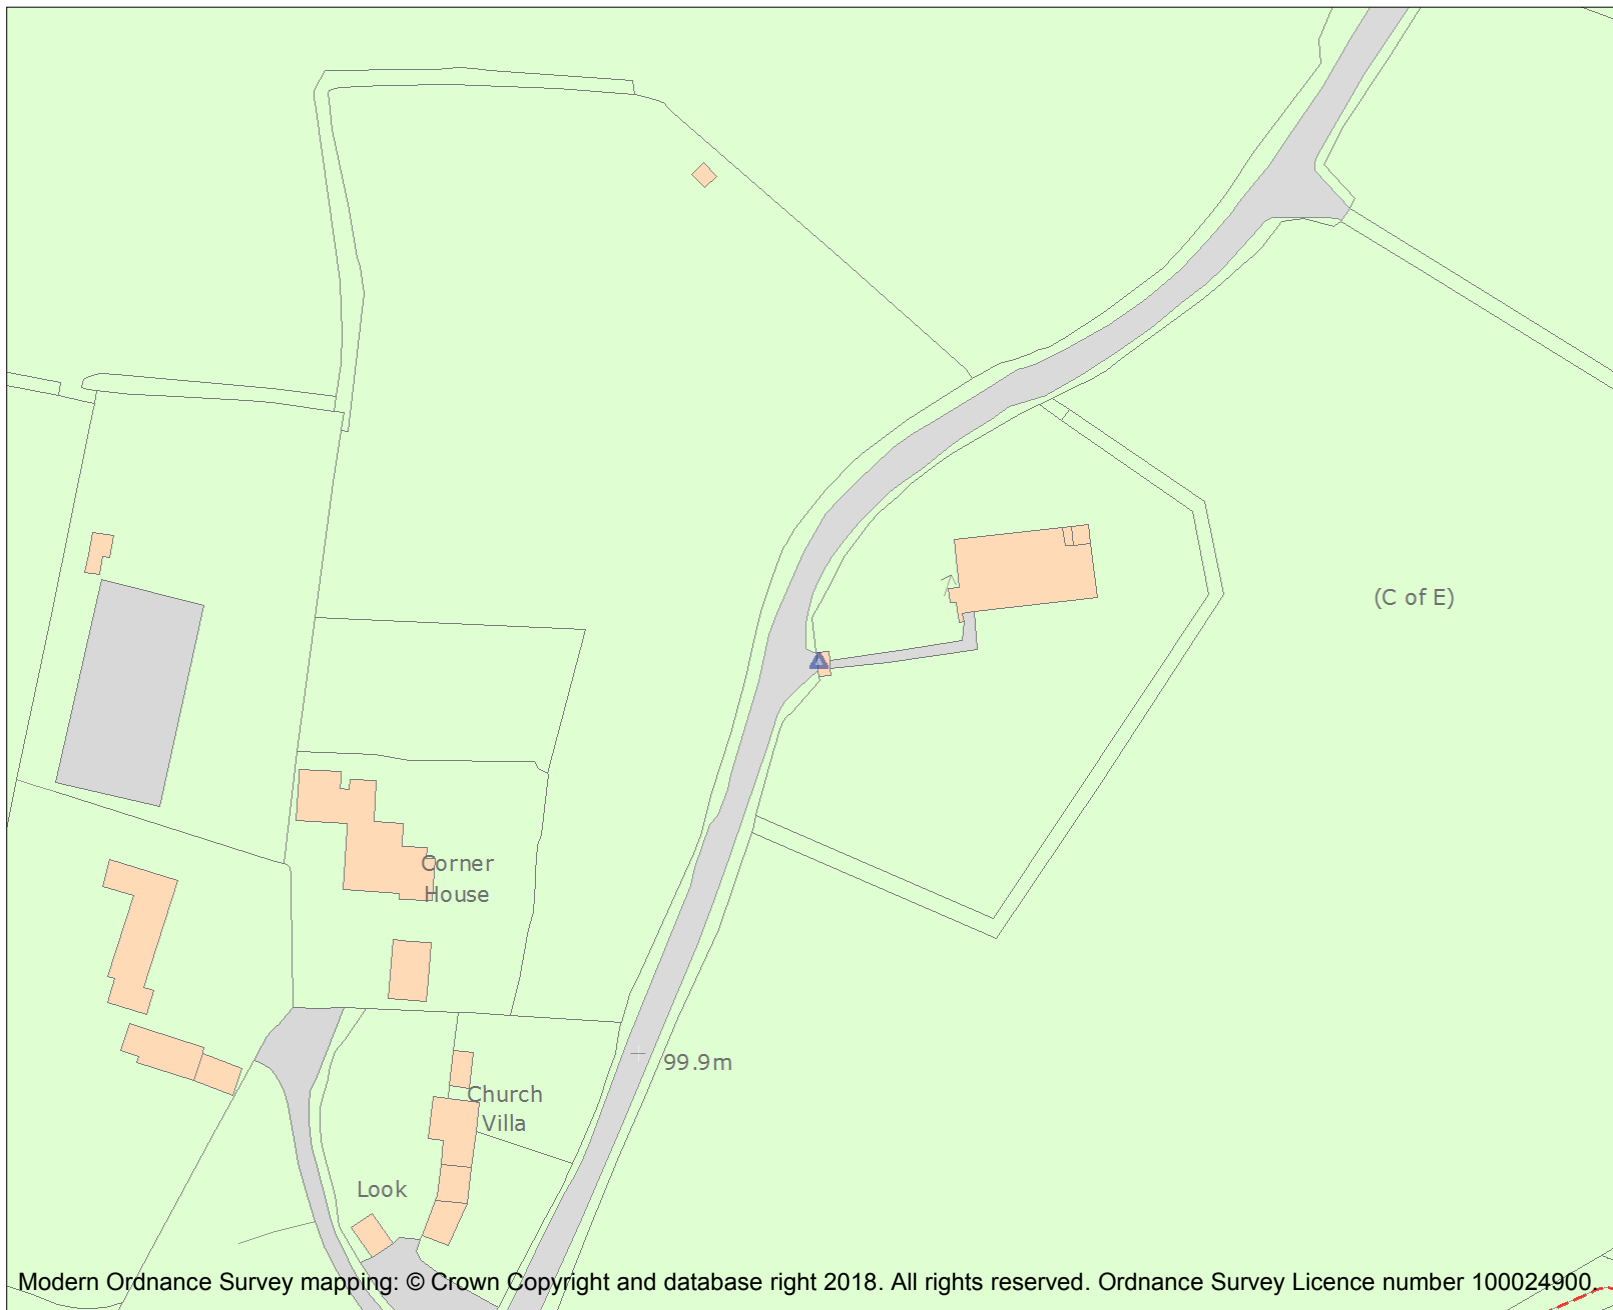 (C of E)
Corner
House
99.9m
Church
Villa
Look
Modern Ordnance Survey mapping: © Crown Copyright and database right 2018. All rights reserved. Ordnance Survey Licence number 100024900.